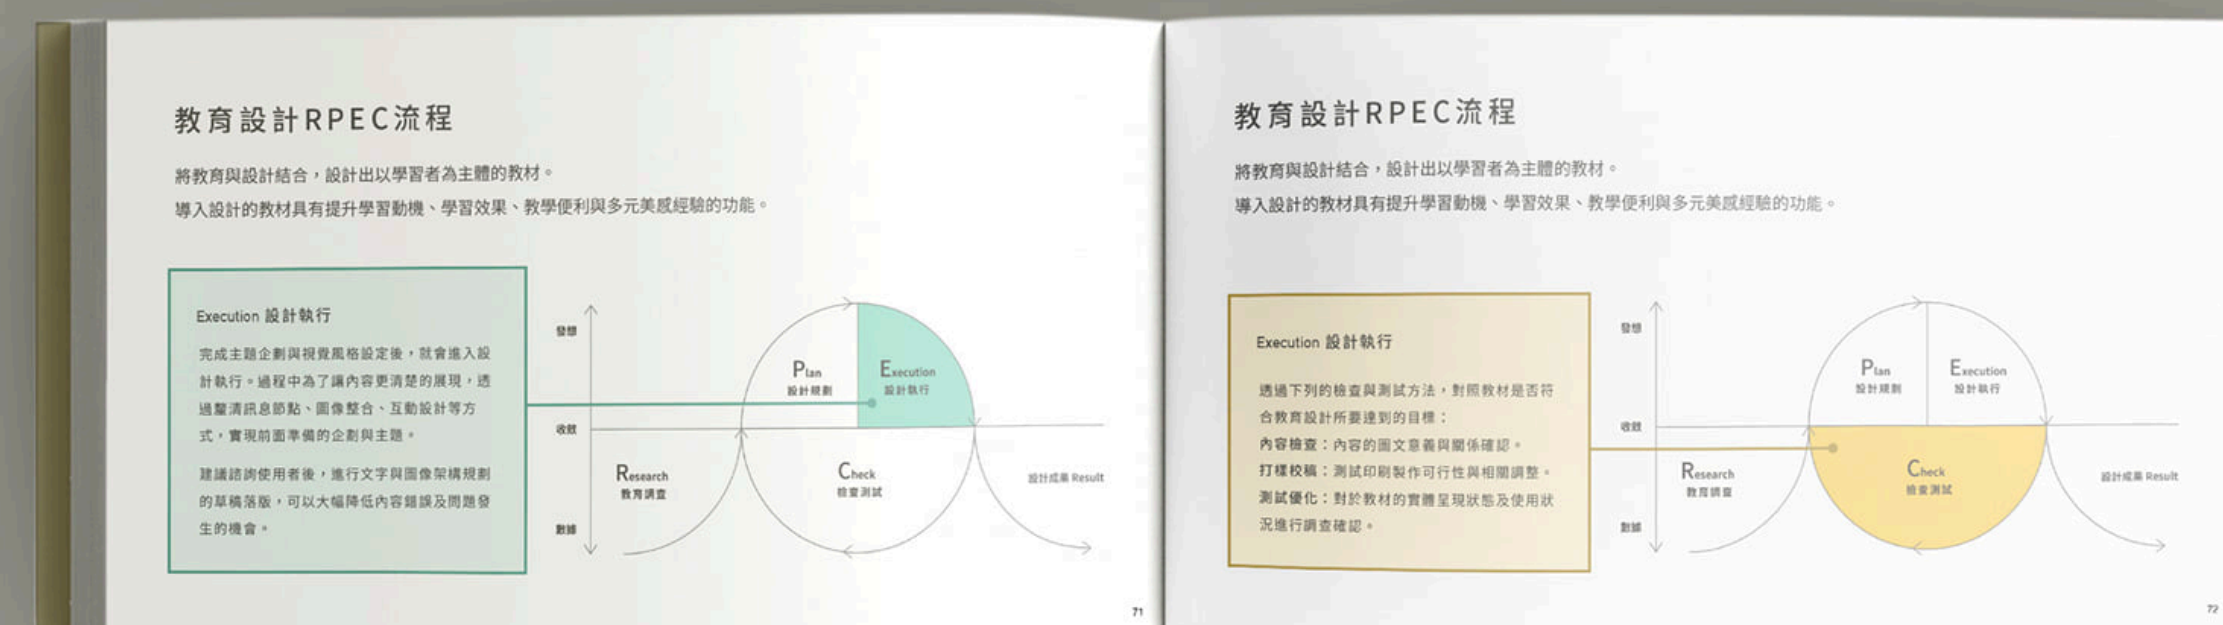 教育設計RPEC流程
將教育與設計結合，設計出以學習者為主體的教材。
導入設計的教材具有提升學習動機、學習效果、教學便利與多元美感經驗的功能。
Execution 設計執行
完成主題企劃與視覺風格設定後，就會進入設
計執行。過程中為了讓內容更清楚的展現，透
過釐清訊息節點、圖像整合、互動設計等方
式，實現前面準備的企劃與主題。
建議諮詢使用者後，進行文字與圖像架構規劃
的草稿落版，可以大幅降低內容錯誤及問題發
生的機會。
發想
收斂
數據
Plan
設計規劃
Execution
設計執行
Research
教育調查
Check
檢查測試
設計成果 Result
71
教育設計RPEC流程
將教育與設計結合，設計出以學習者為主體的教材。
導入設計的教材具有提升學習動機、學習效果、教學便利與多元美感經驗的功能。
Execution 設計執行
透過下列的檢查與測試方法，對照教材是否符
合教育設計所要達到的目標：
內容檢查：內容的圖文意義與關係確認。
打樣校稿：測試印刷製作可行性與相關調整。
測試優化：對於教材的實體呈現狀態及使用狀
況進行調查確認。
發想
收斂
數據
Plan
設計規劃
Execution
設計執行
Research
教育調查
Check
檢查測試
設計成果 Result
72